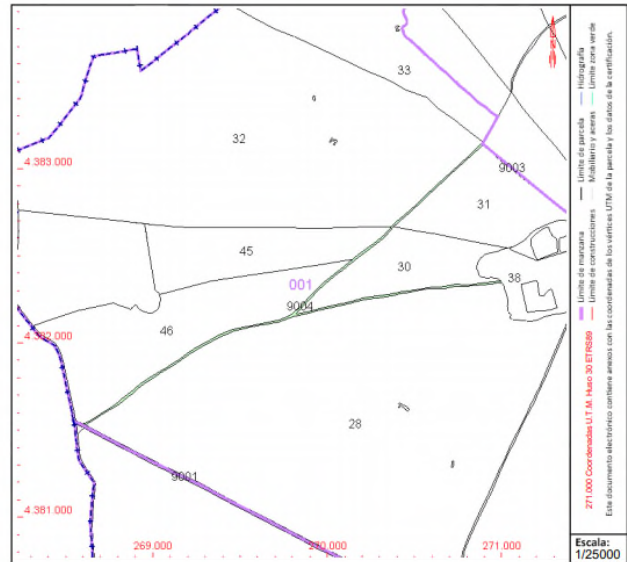 33
32
4.383.000
9003
31
45
30
38
001
9004
46
4.382.000
28
9001
4.381.000
269.000
270.000
271.000
271.000 Coordenadas U.T.M. Huso 30 ETRS89
Límite de manzana
Límite de construcciones
Límite de parcela
Mobiliario y aceras
Hidrografía
Límite zona verde
Este documento electrónico contiene anexos con las coordenadas de los vértices UTM de la parcela y los datos de la certificación.
Escala:
1/25000